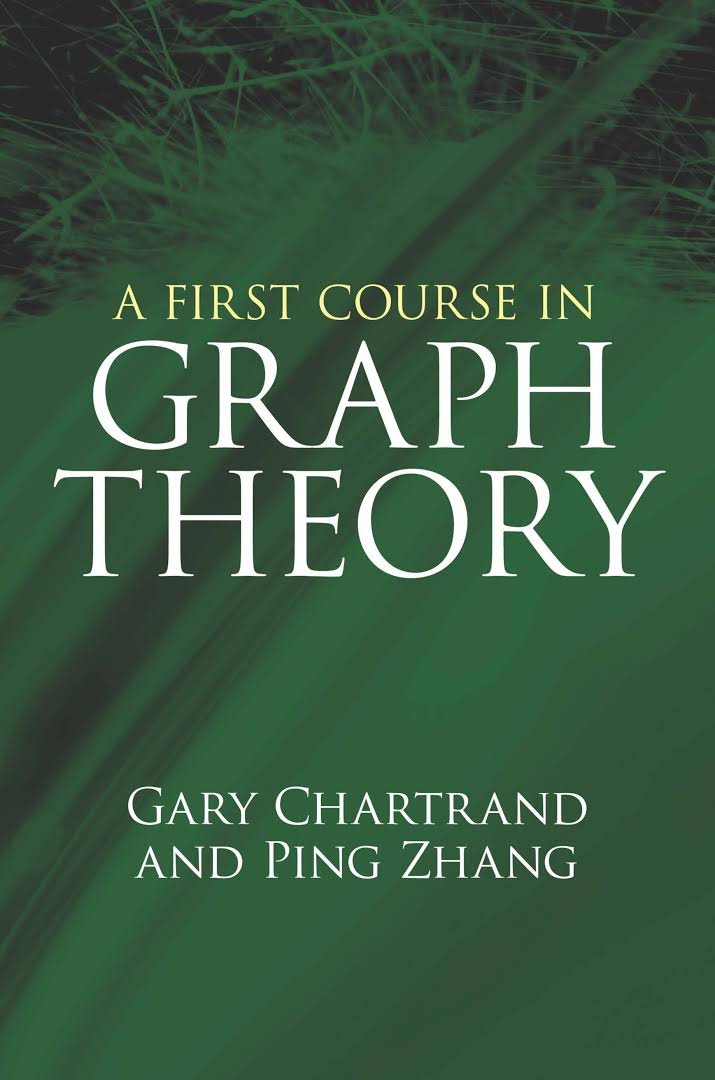 A FIRST COURSE IN
GRAPH
THEORY
GARY CHARTRAND
AND PING ZHANG